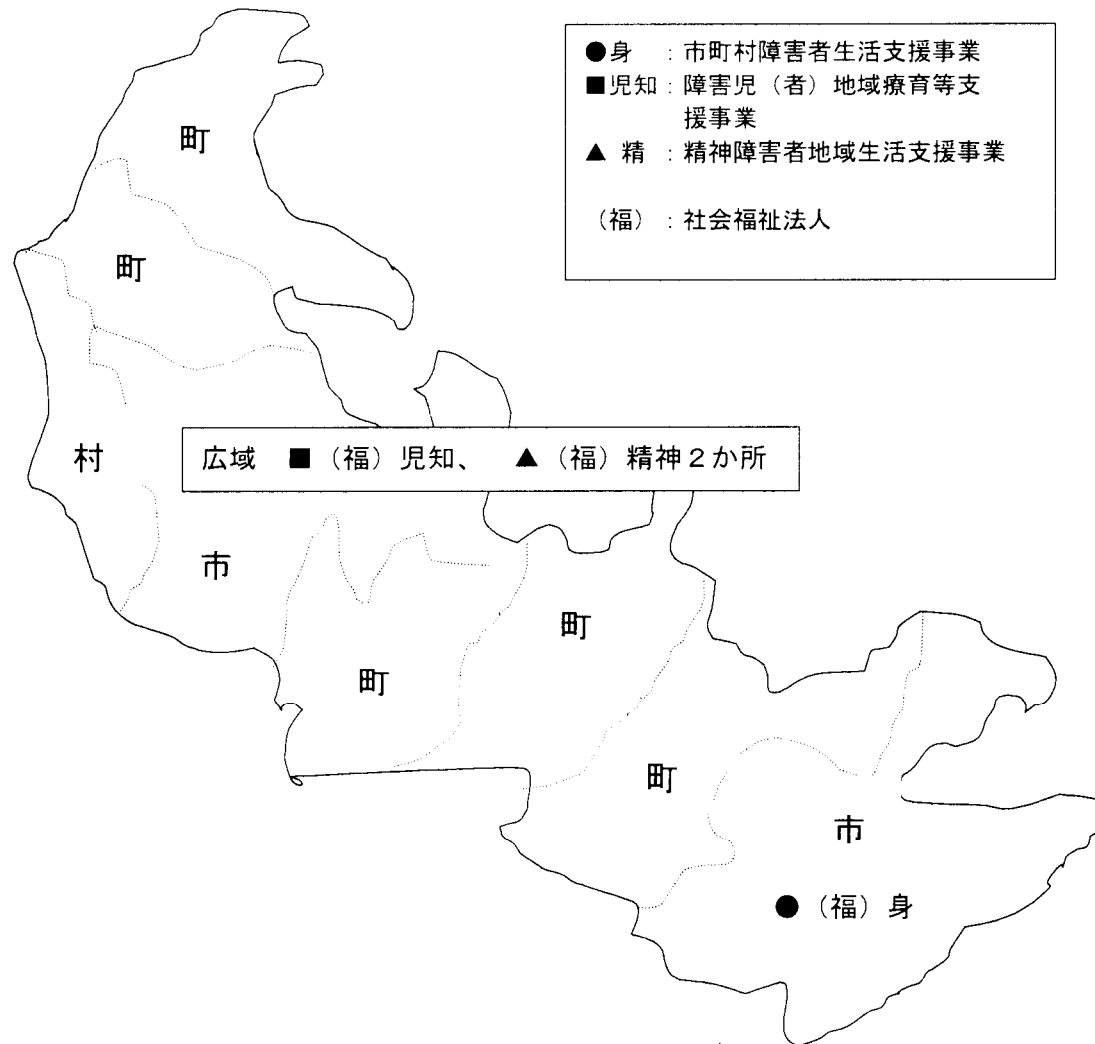 ●身　：市町村障害者生活支援事業
■児知：障害児（者）地域療育等支
援事業
▲ 精　：精神障害者地域生活支援事業
（福）：社会福祉法人
町
町
村
広域　■（福）児知、　▲（福）精神２か所
市
町
町
町
市
●（福）身